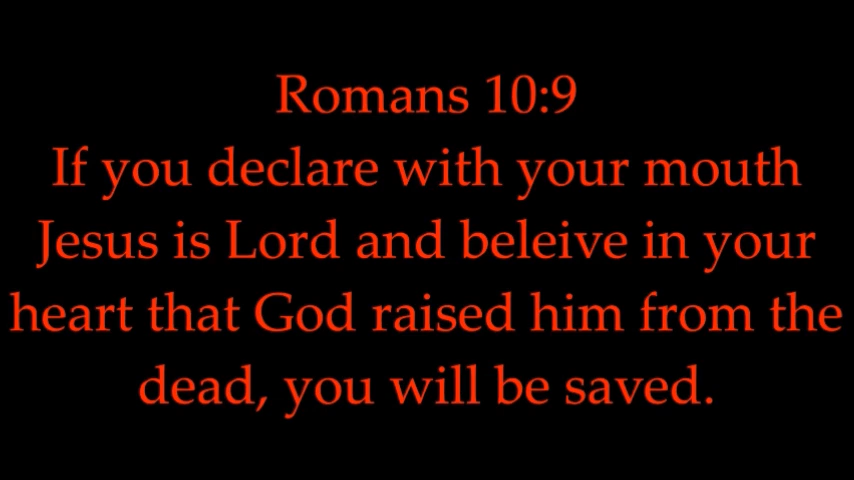 Romans 10:9
If you declare with your mouth
Jesus is Lord and beleive in your
heart that God raised him from the
dead, you will be saved.